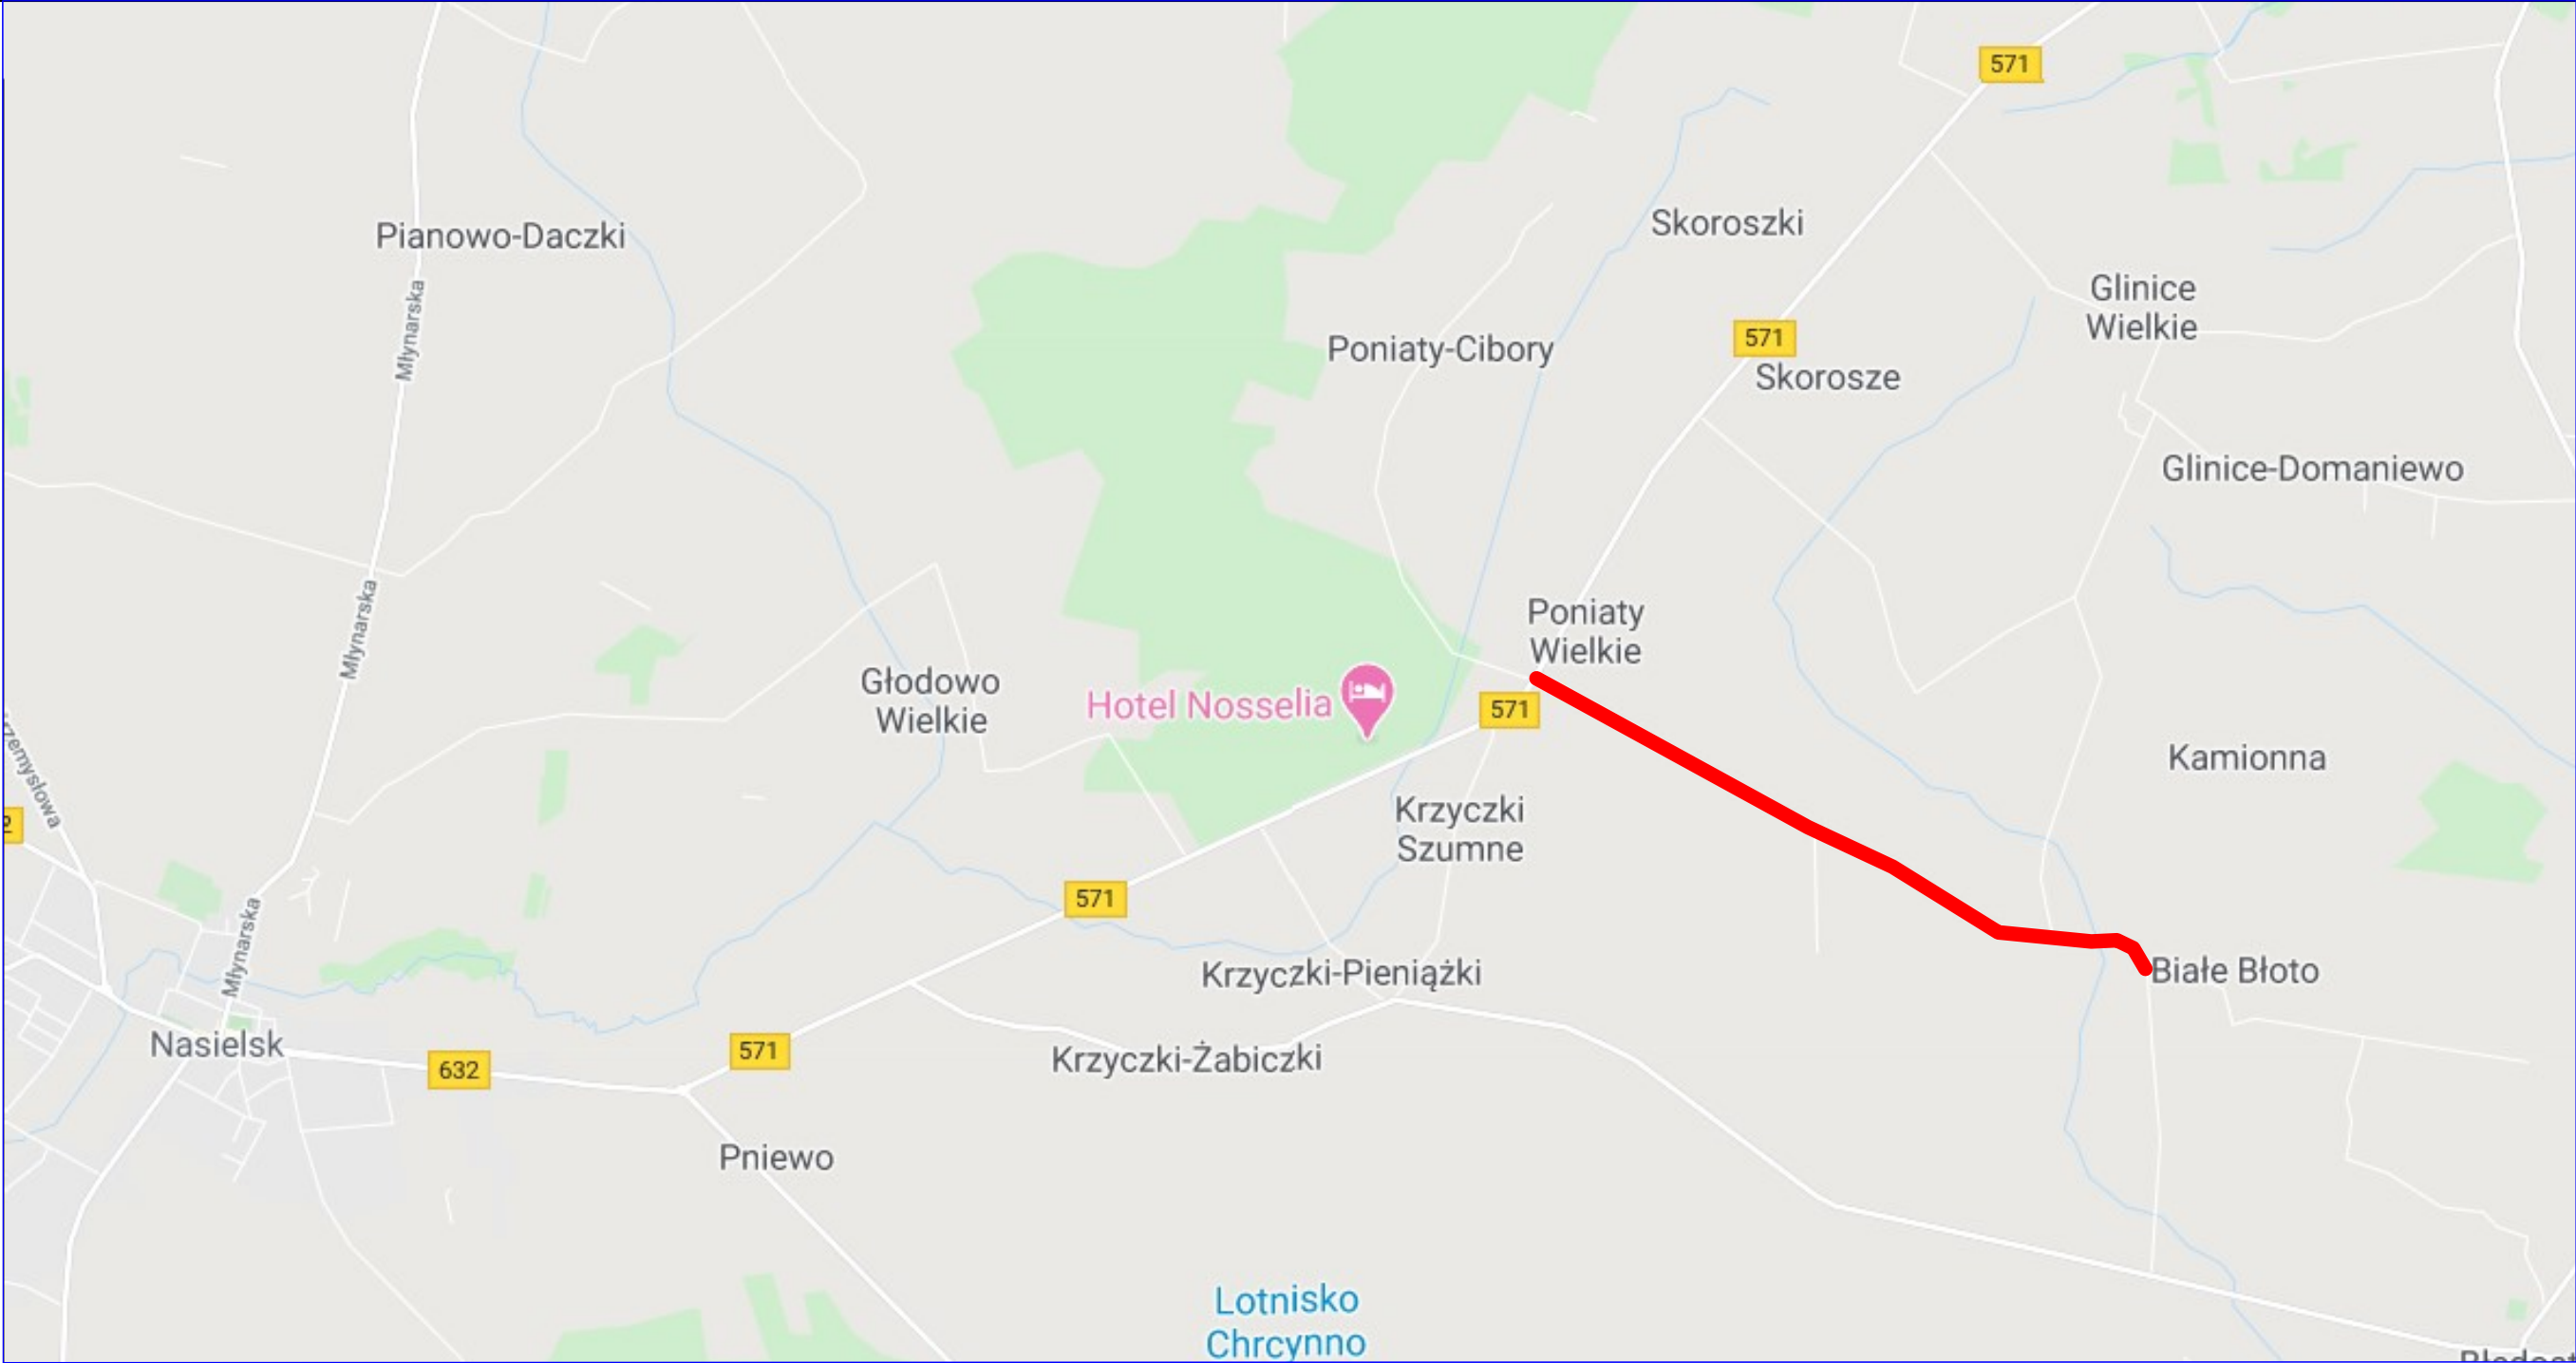 571
Pianowo-Daczki
Skoroszki
Glinice
Wielkie
Młynarska
571
Poniaty-Cibory
Skorosze
Glinice-Domaniewo
Młynarska
Poniaty
Wielkie
Głodowo
Wielkie
Hotel Nosselia
571
Kamionna
Krzyczki
Szumne
571
Młynarska
Krzyczki-Pieniążki
Białe Błoto
Nasielsk
632
571
Krzyczki-Żabiczki
Pniewo
Lotnisko
Chrcynno